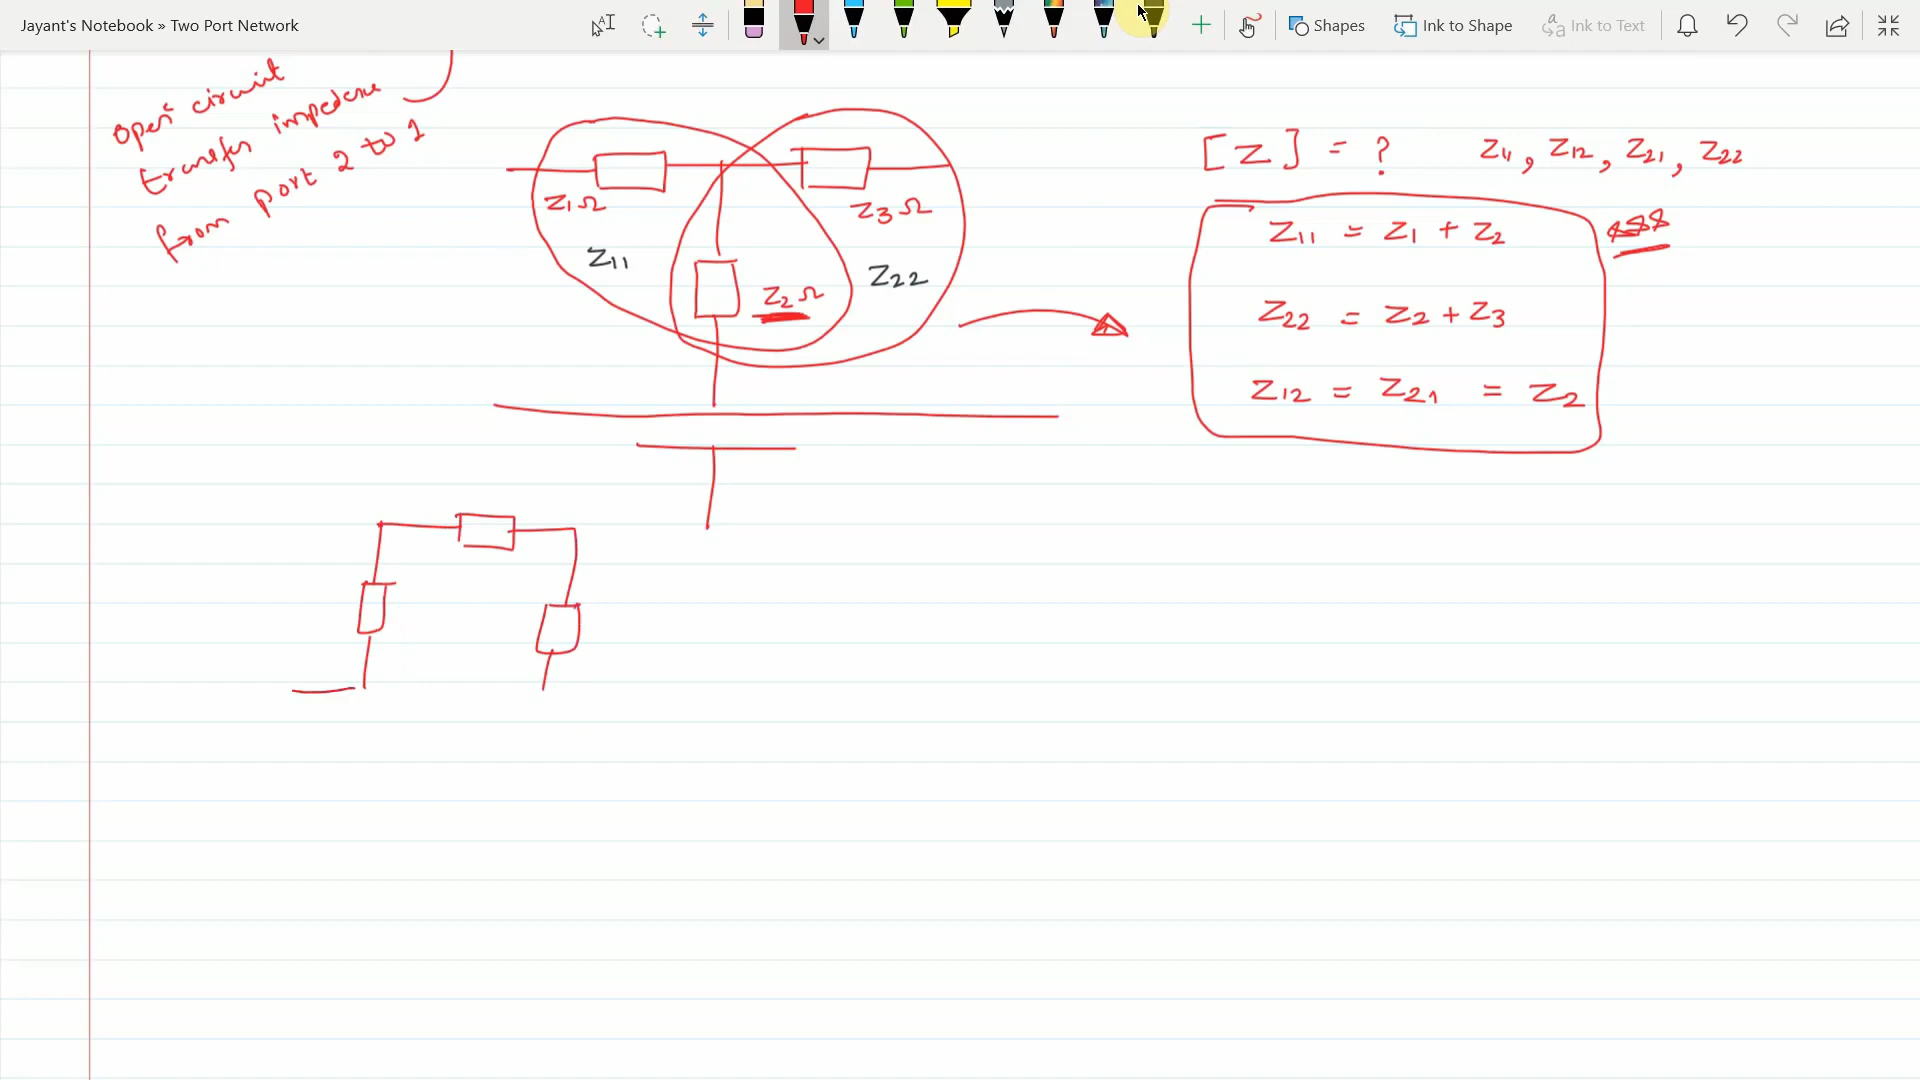 Jayant's Notebook » Two Port Network
Shapes
Ink to Shape
Ink to Text
Open circuit
transfer impedance
from port 2 to 1
Z1 Ω
Z3 Ω
Z11
Z22
Z2 Ω
[Z] = ? Z11, Z12, Z21, Z22
Z11 = Z1 + Z2
Z22 = Z2 + Z3
Z12 = Z21 = Z2